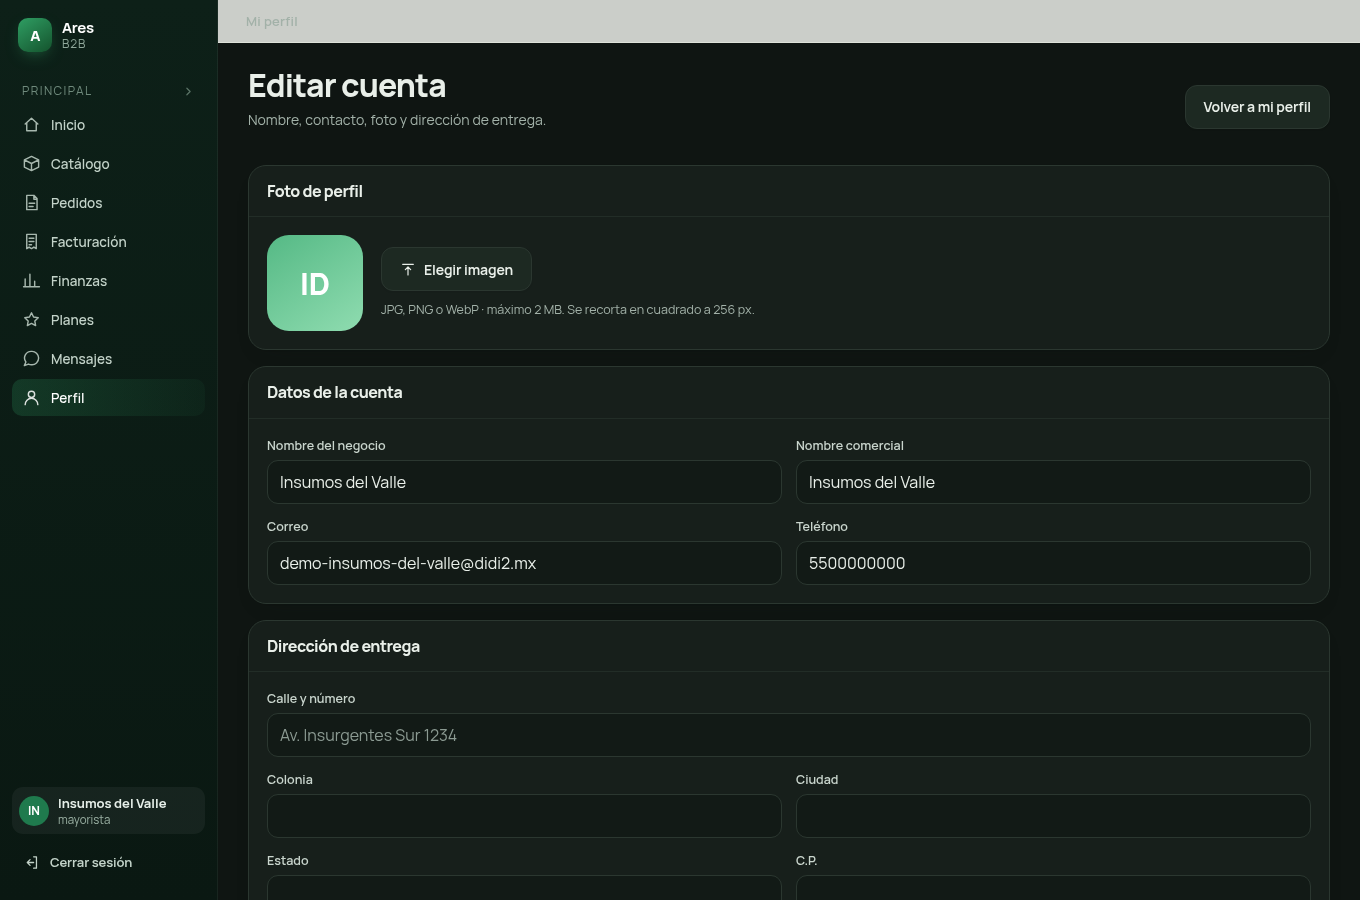 A
Ares
B2B
PRINCIPAL
Inicio
Catálogo
Pedidos
Facturación
Finanzas
Planes
Mensajes
Perfil
IN
Insumos del Valle
mayorista
Cerrar sesión
Mi perfil
Editar cuenta
Nombre, contacto, foto y dirección de entrega.
Volver a mi perfil
Foto de perfil
ID
Elegir imagen
JPG, PNG o WebP · máximo 2 MB. Se recorta en cuadrado a 256 px.
Datos de la cuenta
Nombre del negocio
Nombre comercial
Insumos del Valle
Insumos del Valle
Correo
Teléfono
demo-insumos-del-valle@didi2.mx
5500000000
Dirección de entrega
Calle y número
Av. Insurgentes Sur 1234
Colonia
Ciudad
Estado
C.P.